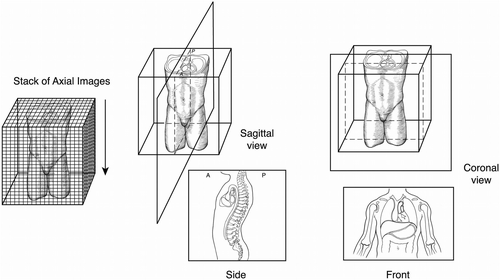 Stack of Axial Images
P
Sagittal
view
Coronal
view
A P
Side
Front